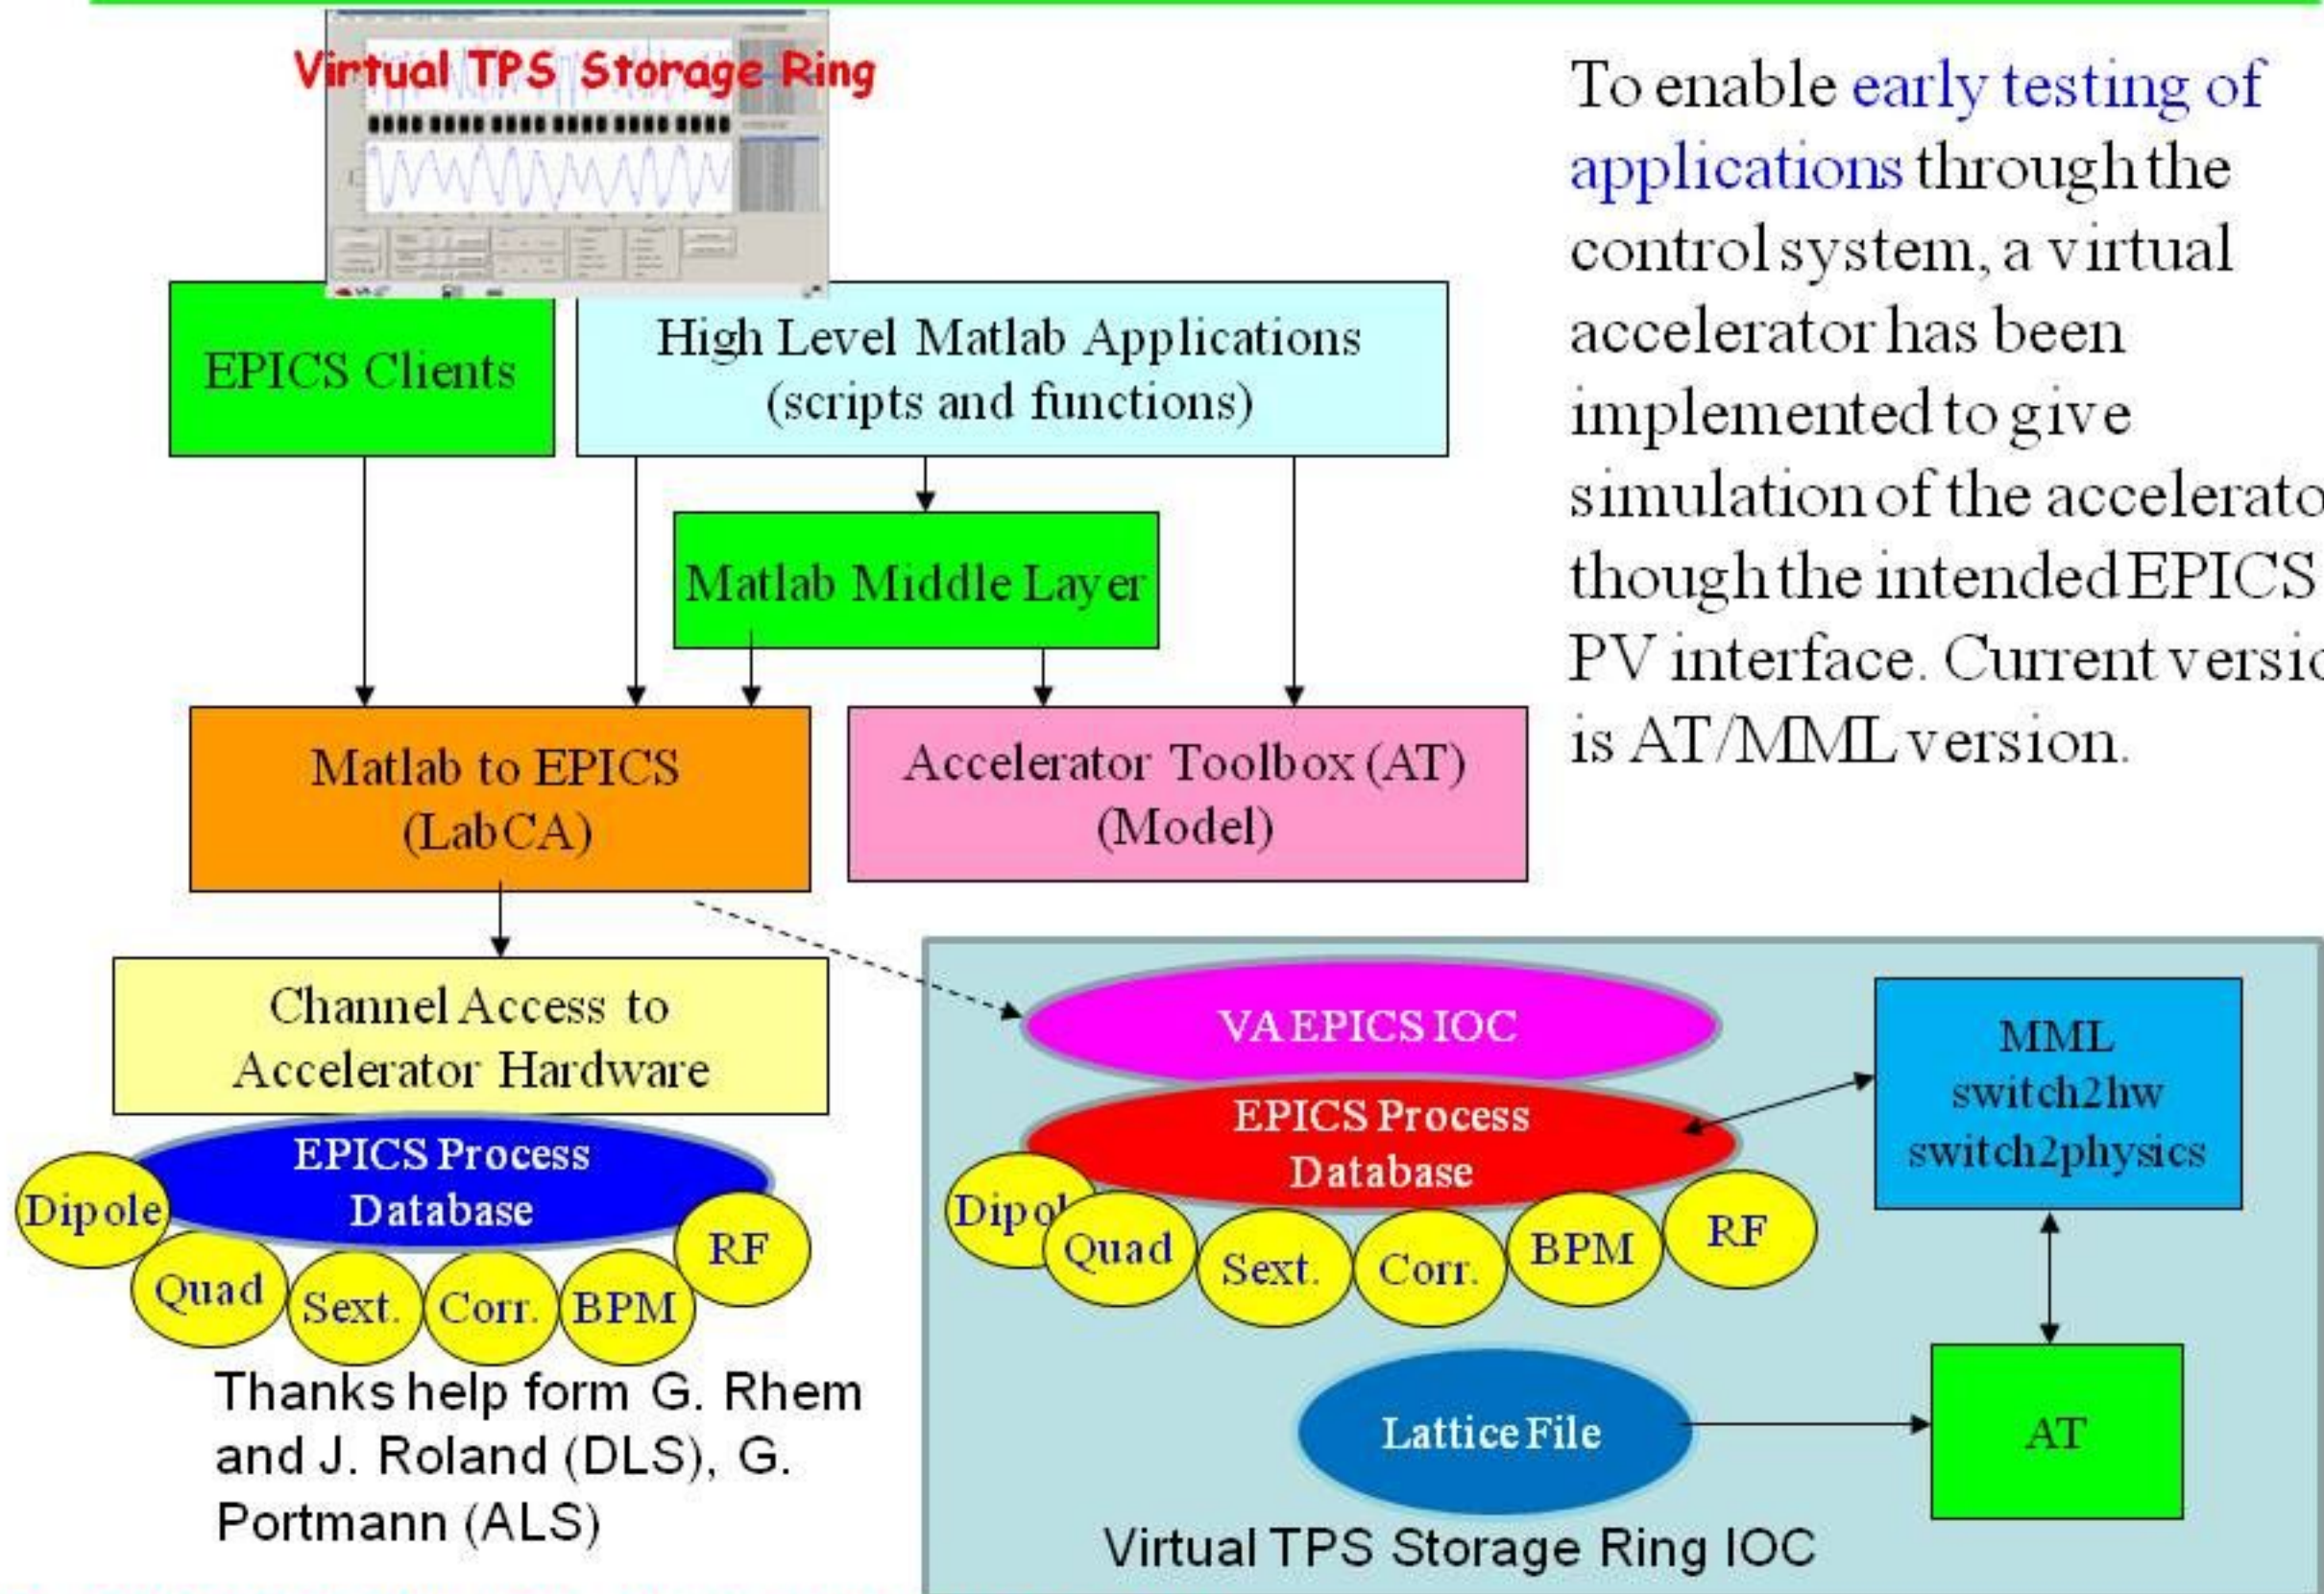 Virtual TPS Storage Ring
To enable early testing of
applications through the
control system, a virtual
accelerator has been
implemented to give
simulation of the accelerato
though the intended EPICS
PV interface. Current versio
is AT/MML version.
EPICS Clients
High Level Matlab Applications
(scripts and functions)
Matlab Middle Layer
Matlab to EPICS
(LabCA)
Accelerator Toolbox (AT)
(Model)
Channel Access to
Accelerator Hardware
EPICS Process
Database
Dipole
Quad
Sext.
Corr.
BPM
RF
Thanks help form G. Rhem
and J. Roland (DLS), G.
Portmann (ALS)
VA EPICS IOC
EPICS Process
Database
Dipol
Quad
Sext.
Corr.
BPM
RF
MML
switch2hw
switch2physics
Lattice File
AT
Virtual TPS Storage Ring IOC